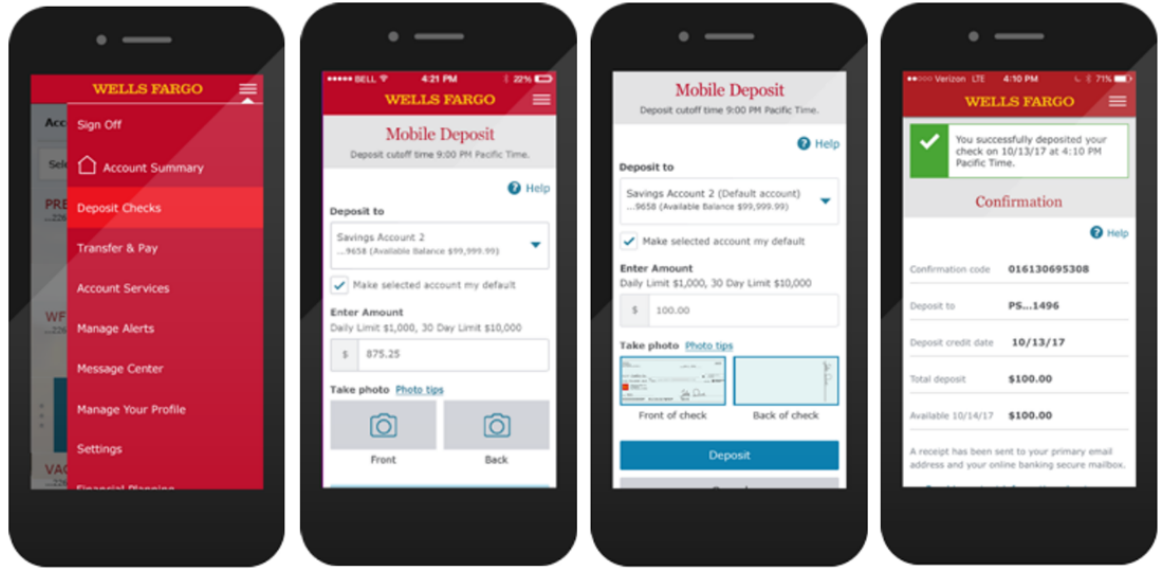 WELLS FARGO
Acc
Sign Off
Sele
Account Summary
PRE
...226
Deposit Checks
Transfer & Pay
Account Services
WF
...226
Manage Alerts
Message Center
Manage Your Profile
Settings
VAC
Financial Planning
BELL 4:21 PM 22%
WELLS FARGO
Mobile Deposit
Deposit cutoff time 9:00 PM Pacific Time.
? Help
Deposit to
Savings Account 2
...9658 (Available Balance $99,999.99)
Make selected account my default
Enter Amount
Daily Limit $1,000, 30 Day Limit $10,000
$ 875.25
Take photo Photo tips
Front Back
Mobile Deposit
Deposit cutoff time 9:00 PM Pacific Time.
? Help
Deposit to
Savings Account 2 (Default account)
...9658 (Available Balance $99,999.99)
Make selected account my default
Enter Amount
Daily Limit $1,000, 30 Day Limit $10,000
$ 100.00
Take photo Photo tips
Front of check Back of check
Deposit
Verizon LTE 4:10 PM 71%
WELLS FARGO
You successfully deposited your
check on 10/13/17 at 4:10 PM
Pacific Time.
Confirmation
? Help
Confirmation code 016130695308
Deposit to PS...1496
Deposit credit date 10/13/17
Total deposit $100.00
Available 10/14/17 $100.00
A receipt has been sent to your primary email
address and your online banking secure mailbox.